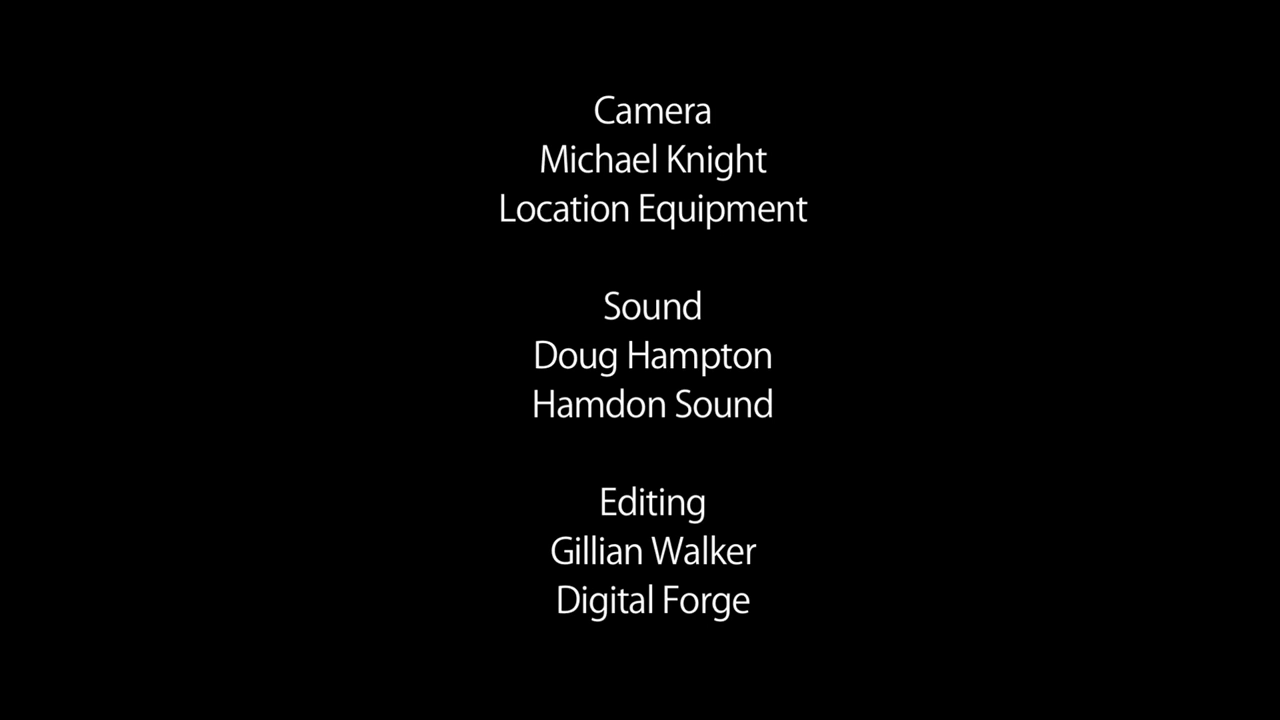 Camera
Michael Knight
Location Equipment
Sound
Doug Hampton
Hamdon Sound
Editing
Gillian Walker
Digital Forge